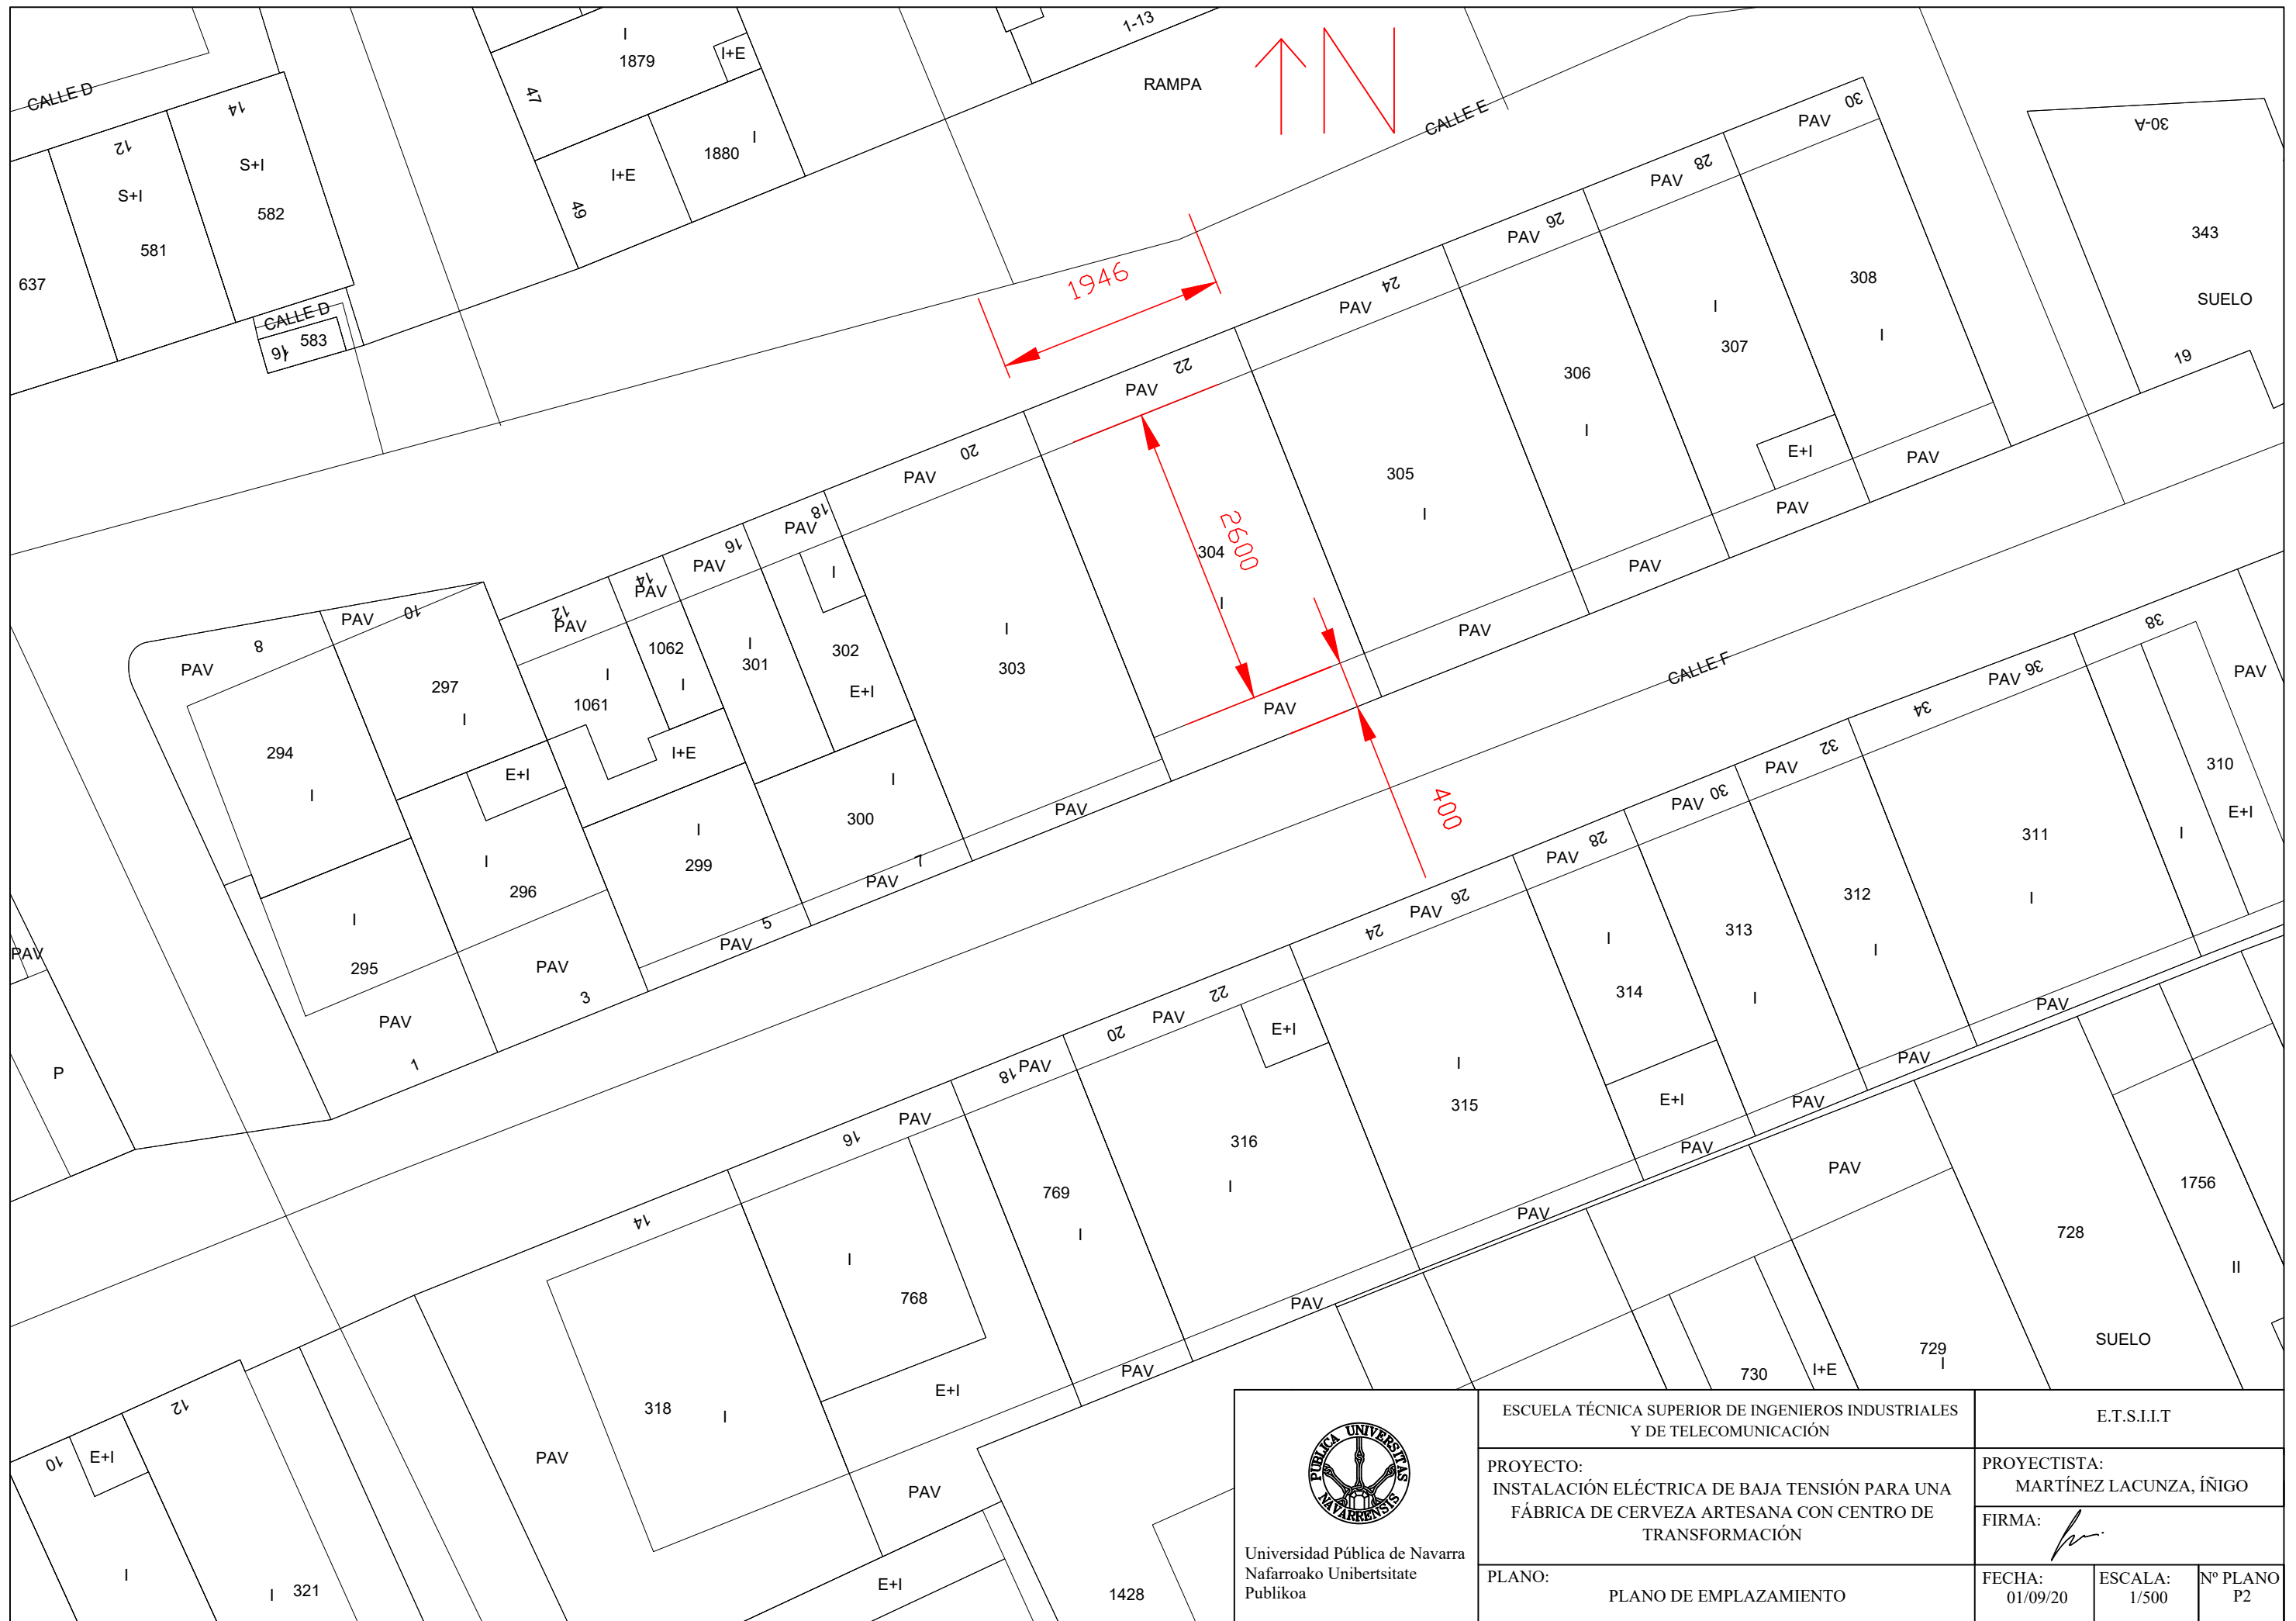 1-13
I
1879
I+E
47
RAMPA
N
CALLE D
CALLE E
30
PAV
30-A
14
12
S+I
582
S+I
581
637
1880
I
I+E
49
28
PAV
26
PAV
343
SUELO
19
308
I
I
307
24
PAV
1946
CALLE D
583
16
22
PAV
306
I
E+I
PAV
PAV
20
PAV
305
I
18
PAV
2600
304
I
16
PAV
14
PAV
12
PAV
10
PAV
8
PAV
I
302
E+I
I
301
1062
I
I
1061
I+E
297
I
294
I
I
303
PAV
PAV
PAV
400
CALLE F
38
PAV
36
PAV
34
32
PAV
30
PAV
28
PAV
26
PAV
24
310
E+I
I
311
I
312
I
313
I
I
314
E+I
E+I
I
296
I
299
I
300
PAV
7
PAV
5
PAV
PAV
3
I
295
PAV
1
PAV
P
22
PAV
20
PAV
18
PAV
16
14
E+I
I
315
316
I
769
I
I
768
E+I
318
I
PAV
PAV
PAV
PAV
PAV
PAV
PAV
PAV
PAV
1756
II
728
SUELO
729
I
730
I+E
12
10
E+I
I
I
321
PAV
E+I
1428
PUBLICA UNIVERSITAS NAVARRENSIS
Universidad Pública de Navarra
Nafarroako Unibertsitate
Publikoa
ESCUELA TÉCNICA SUPERIOR DE INGENIEROS INDUSTRIALES
Y DE TELECOMUNICACIÓN
E.T.S.I.I.T
PROYECTO:
INSTALACIÓN ELÉCTRICA DE BAJA TENSIÓN PARA UNA
FÁBRICA DE CERVEZA ARTESANA CON CENTRO DE
TRANSFORMACIÓN
PROYECTISTA:
MARTÍNEZ LACUNZA, ÍÑIGO
FIRMA:
PLANO:
PLANO DE EMPLAZAMIENTO
FECHA:
01/09/20
ESCALA:
1/500
Nº PLANO
P2